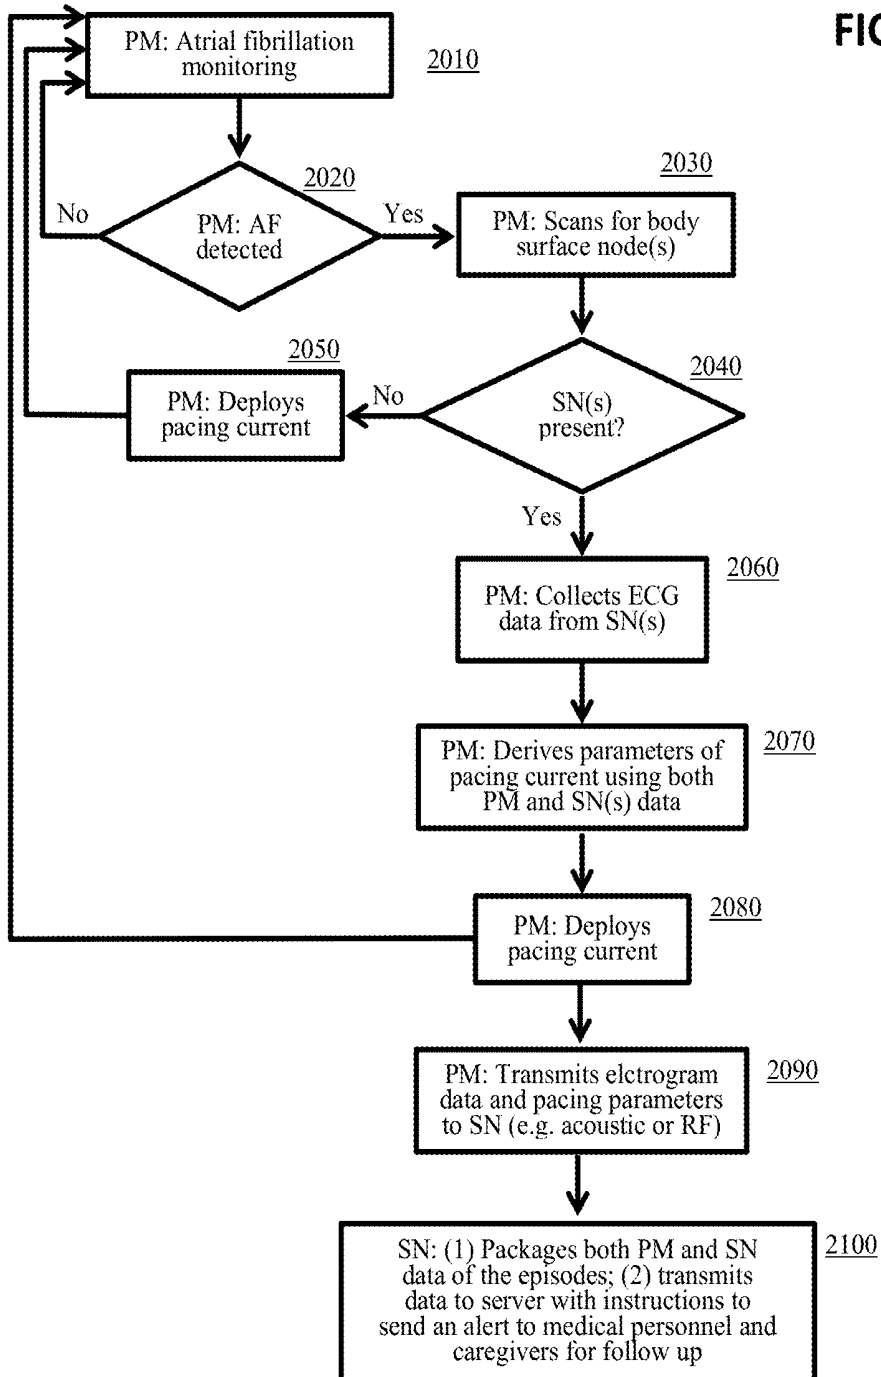 FIG
PM: Atrial fibrillation
monitoring
2010
2020
PM: AF
detected
No
Yes
2030
PM: Scans for body
surface node(s)
2040
SN(s)
present?
No
2050
PM: Deploys
pacing current
Yes
2060
PM: Collects ECG
data from SN(s)
2070
PM: Derives parameters of
pacing current using both
PM and SN(s) data
2080
PM: Deploys
pacing current
2090
PM: Transmits elctrogram
data and pacing parameters
to SN (e.g. acoustic or RF)
2100
SN: (1) Packages both PM and SN
data of the episodes; (2) transmits
data to server with instructions to
send an alert to medical personnel and
caregivers for follow up